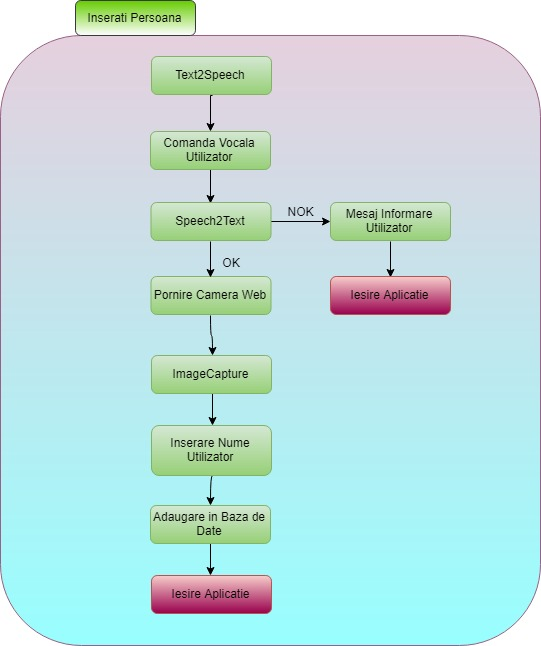 Inserati Persoana
Text2Speech
Comanda Vocala
Utilizator
Speech2Text
NOK
Mesaj Informare
Utilizator
OK
Pornire Camera Web
Iesire Aplicatie
ImageCapture
Inserare Nume
Utilizator
Adaugare in Baza de
Date
Iesire Aplicatie